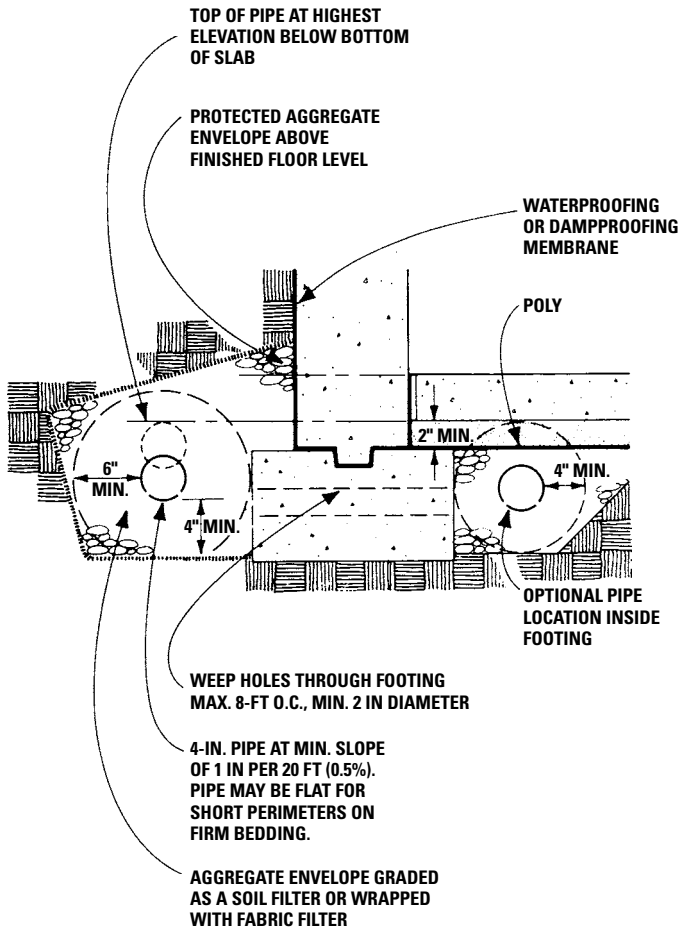 TOP OF PIPE AT HIGHEST
ELEVATION BELOW BOTTOM
OF SLAB
PROTECTED AGGREGATE
ENVELOPE ABOVE
FINISHED FLOOR LEVEL
WATERPROOFING
OR DAMPPROOFING
MEMBRANE
POLY
2" MIN.
6"
MIN.
4" MIN.
4" MIN.
OPTIONAL PIPE
LOCATION INSIDE
FOOTING
WEEP HOLES THROUGH FOOTING
MAX. 8-FT O.C., MIN. 2 IN DIAMETER
4-IN. PIPE AT MIN. SLOPE
OF 1 IN PER 20 FT (0.5%).
PIPE MAY BE FLAT FOR
SHORT PERIMETERS ON
FIRM BEDDING.
AGGREGATE ENVELOPE GRADED
AS A SOIL FILTER OR WRAPPED
WITH FABRIC FILTER